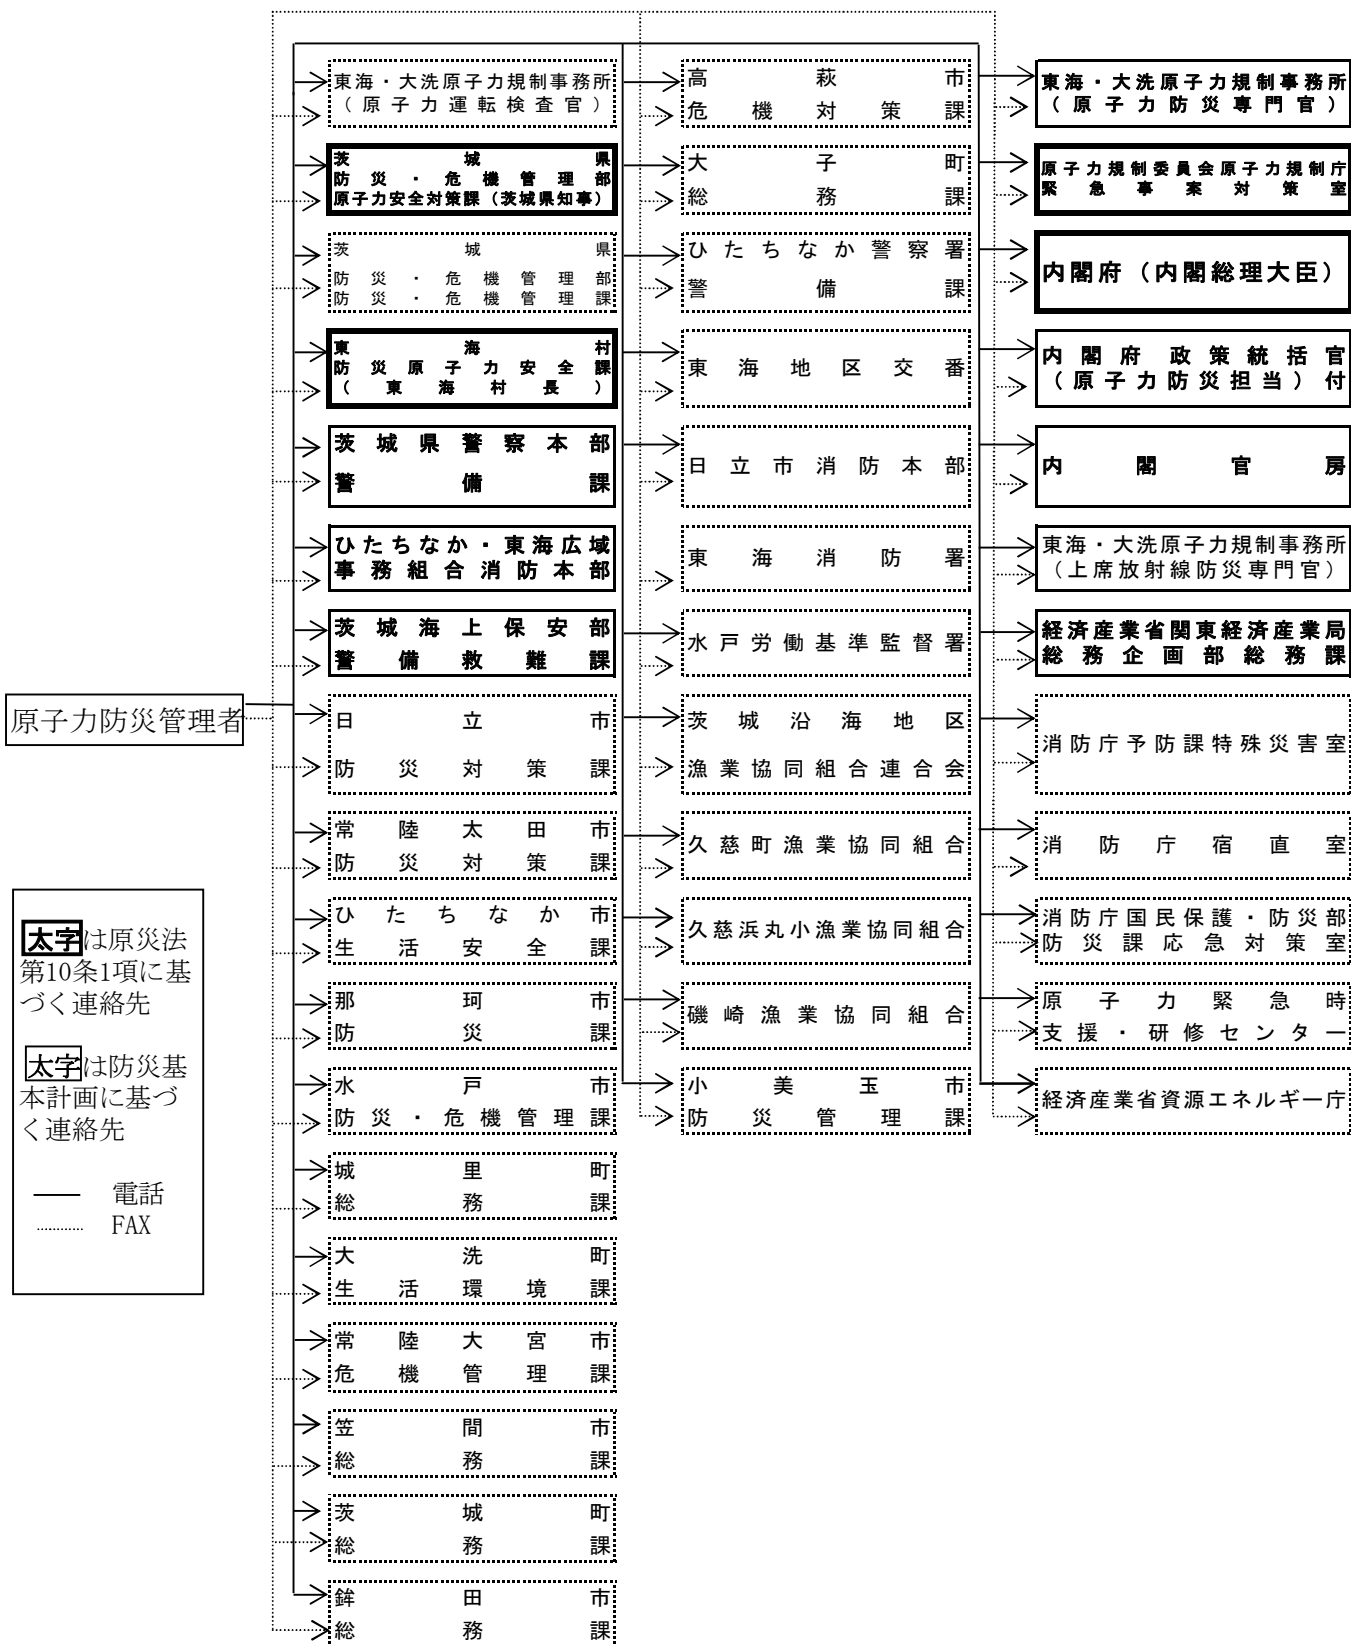 原子力防災管理者
太字は原災法
第10条1項に基
づく連絡先
太字は防災基
本計画に基づ
く連絡先
電話
FAX
東海・大洗原子力規制事務所
(原子力運転検査官)
茨城県
防災・危機管理部
原子力安全対策課(茨城県知事)
茨城県
防災・危機管理部
防災・危機管理課
東海村
防災原子力安全課
(東海村長)
茨城県警察本部
警備課
ひたちなか・東海広域
事務組合消防本部
茨城海上保安部
警備救難課
日立市
防災対策課
常陸太田市
防災対策課
ひたちなか市
生活安全課
那珂市
防災課
水戸市
防災・危機管理課
城里町
総務課
大洗町
生活環境課
常陸大宮市
危機管理課
笠間市
総務課
茨城町
総務課
鉾田市
総務課
高萩市
危機対策課
大子町
総務課
ひたちなか警察署
警備課
東海地区交番
日立市消防本部
東海消防署
水戸労働基準監督署
茨城沿海地区
漁業協同組合連合会
久慈町漁業協同組合
久慈浜丸小漁業協同組合
磯崎漁業協同組合
小美玉市
防災管理課
東海・大洗原子力規制事務所
(原子力防災専門官)
原子力規制委員会原子力規制庁
緊急事案対策室
内閣府(内閣総理大臣)
内閣府政策統括官
(原子力防災担当)付
内閣官房
東海・大洗原子力規制事務所
(上席放射線防災専門官)
経済産業省関東経済産業局
総務企画部総務課
消防庁予防課特殊災害室
消防庁宿直室
消防庁国民保護・防災部
防災課応急対策室
原子力緊急時
支援・研修センター
経済産業省資源エネルギー庁